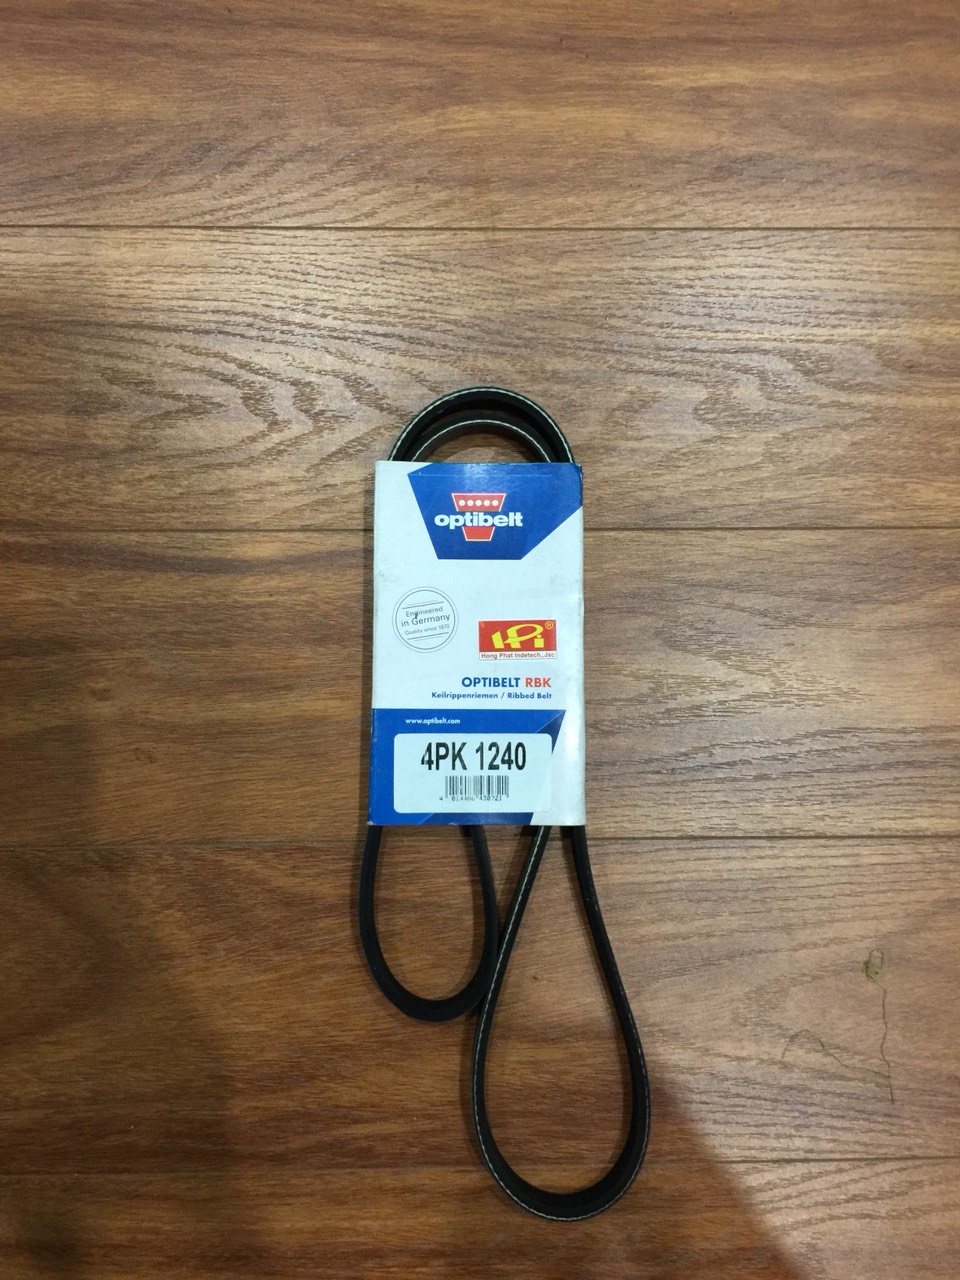 optibelt
Engineered
in Germany
Quality since 1872
HPi®
Hong Phat Indetech.,Jsc
OPTIBELT RBK
Keilrippenriemen / Ribbed Belt
www.optibelt.com
4PK 1240